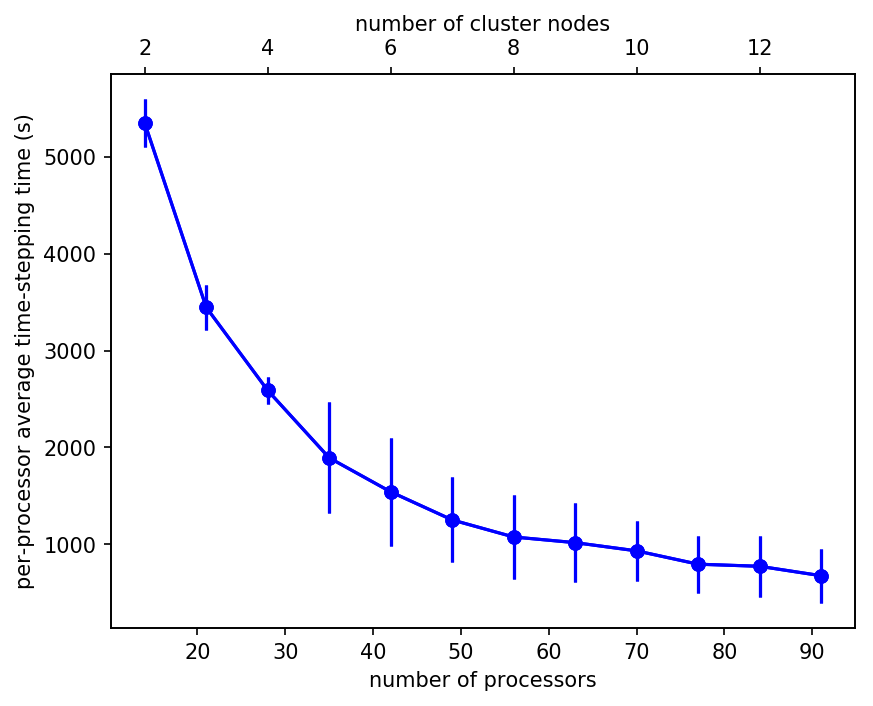 number of cluster nodes
2 4 6 8 10 12
per-processor average time-stepping time (s)
5000
4000
3000
2000
1000
20 30 40 50 60 70 80 90
number of processors